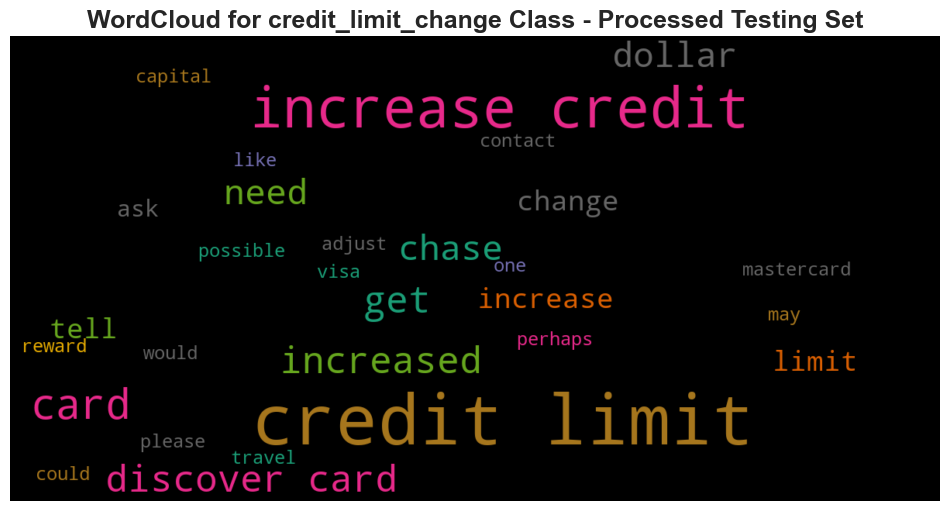 WordCloud for credit_limit_change Class - Processed Testing Set
dollar
capital
increase credit
contact
like
need
change
ask
chase
possible
adjust
one
visa
mastercard
get
increase
may
tell
perhaps
reward
would
increased
limit
card
credit limit
please
travel
could
discover card